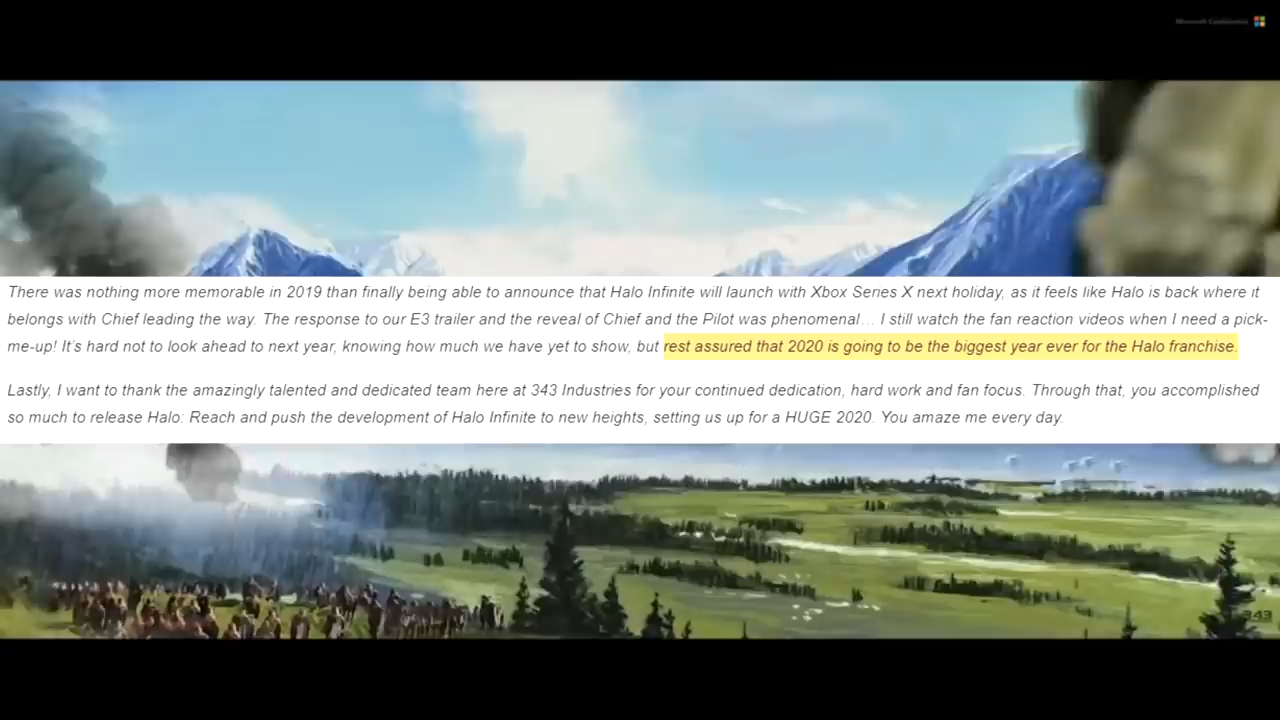 Microsoft Confidential
There was nothing more memorable in 2019 than finally being able to announce that Halo Infinite will launch with Xbox Series X next holiday, as it feels like Halo is back where it
belongs with Chief leading the way. The response to our E3 trailer and the reveal of Chief and the Pilot was phenomenal… I still watch the fan reaction videos when I need a pick-
me-up! It's hard not to look ahead to next year, knowing how much we have yet to show, but rest assured that 2020 is going to be the biggest year ever for the Halo franchise.
Lastly, I want to thank the amazingly talented and dedicated team here at 343 Industries for your continued dedication, hard work and fan focus. Through that, you accomplished
so much to release Halo: Reach and push the development of Halo Infinite to new heights, setting us up for a HUGE 2020. You amaze me every day.
343